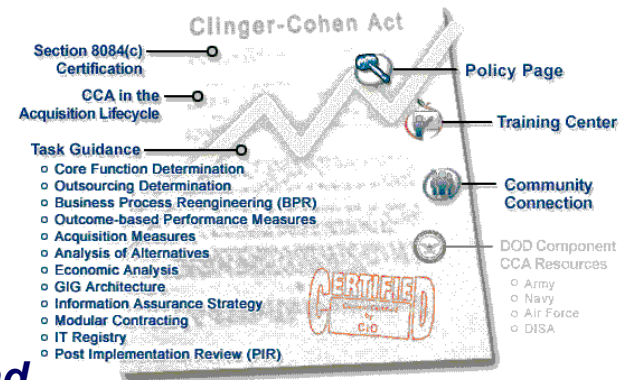 Clinger-Cohen Act
Section 8084(c)
Certification
CCA in the
Acquisition Lifecycle
Task Guidance
Core Function Determination
Outsourcing Determination
Business Process Reengineering (BPR)
Outcome-based Performance Measures
Acquisition Measures
Analysis of Alternatives
Economic Analysis
GIG Architecture
Information Assurance Strategy
Modular Contracting
IT Registry
Post Implementation Review (PIR)
Policy Page
Training Center
Community
Connection
DOD Component
CCA Resources
Army
Navy
Air Force
DISA
CERTIFIED
by
CIO